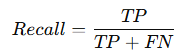 Recall = TP / (TP + FN)